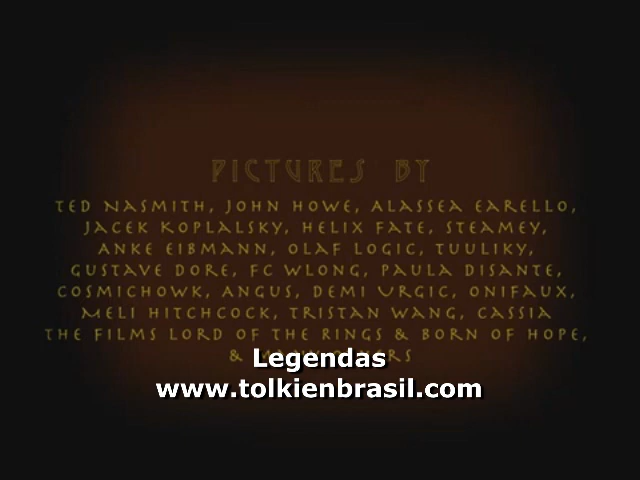 PICTURES BY
TED NASMITH, JOHN HOWE, ALASSEA EARELLO,
JACEK KOPLALSKY, HELIX FATE, STEAMEY,
ANKE EIBMANN, OLAF LOGIC, TUULIKY,
GUSTAVE DORE, FC WLONG, PAULA DISANTE,
COSMICHOWK, ANGUS, DEMI URGIC, ONIFAUX,
MELI HITCHCOCK, TRISTAN WANG, CASSIA
THE FILMS LORD OF THE RINGS & BORN OF HOPE,
&
Legendas
www.tolkienbrasil.com